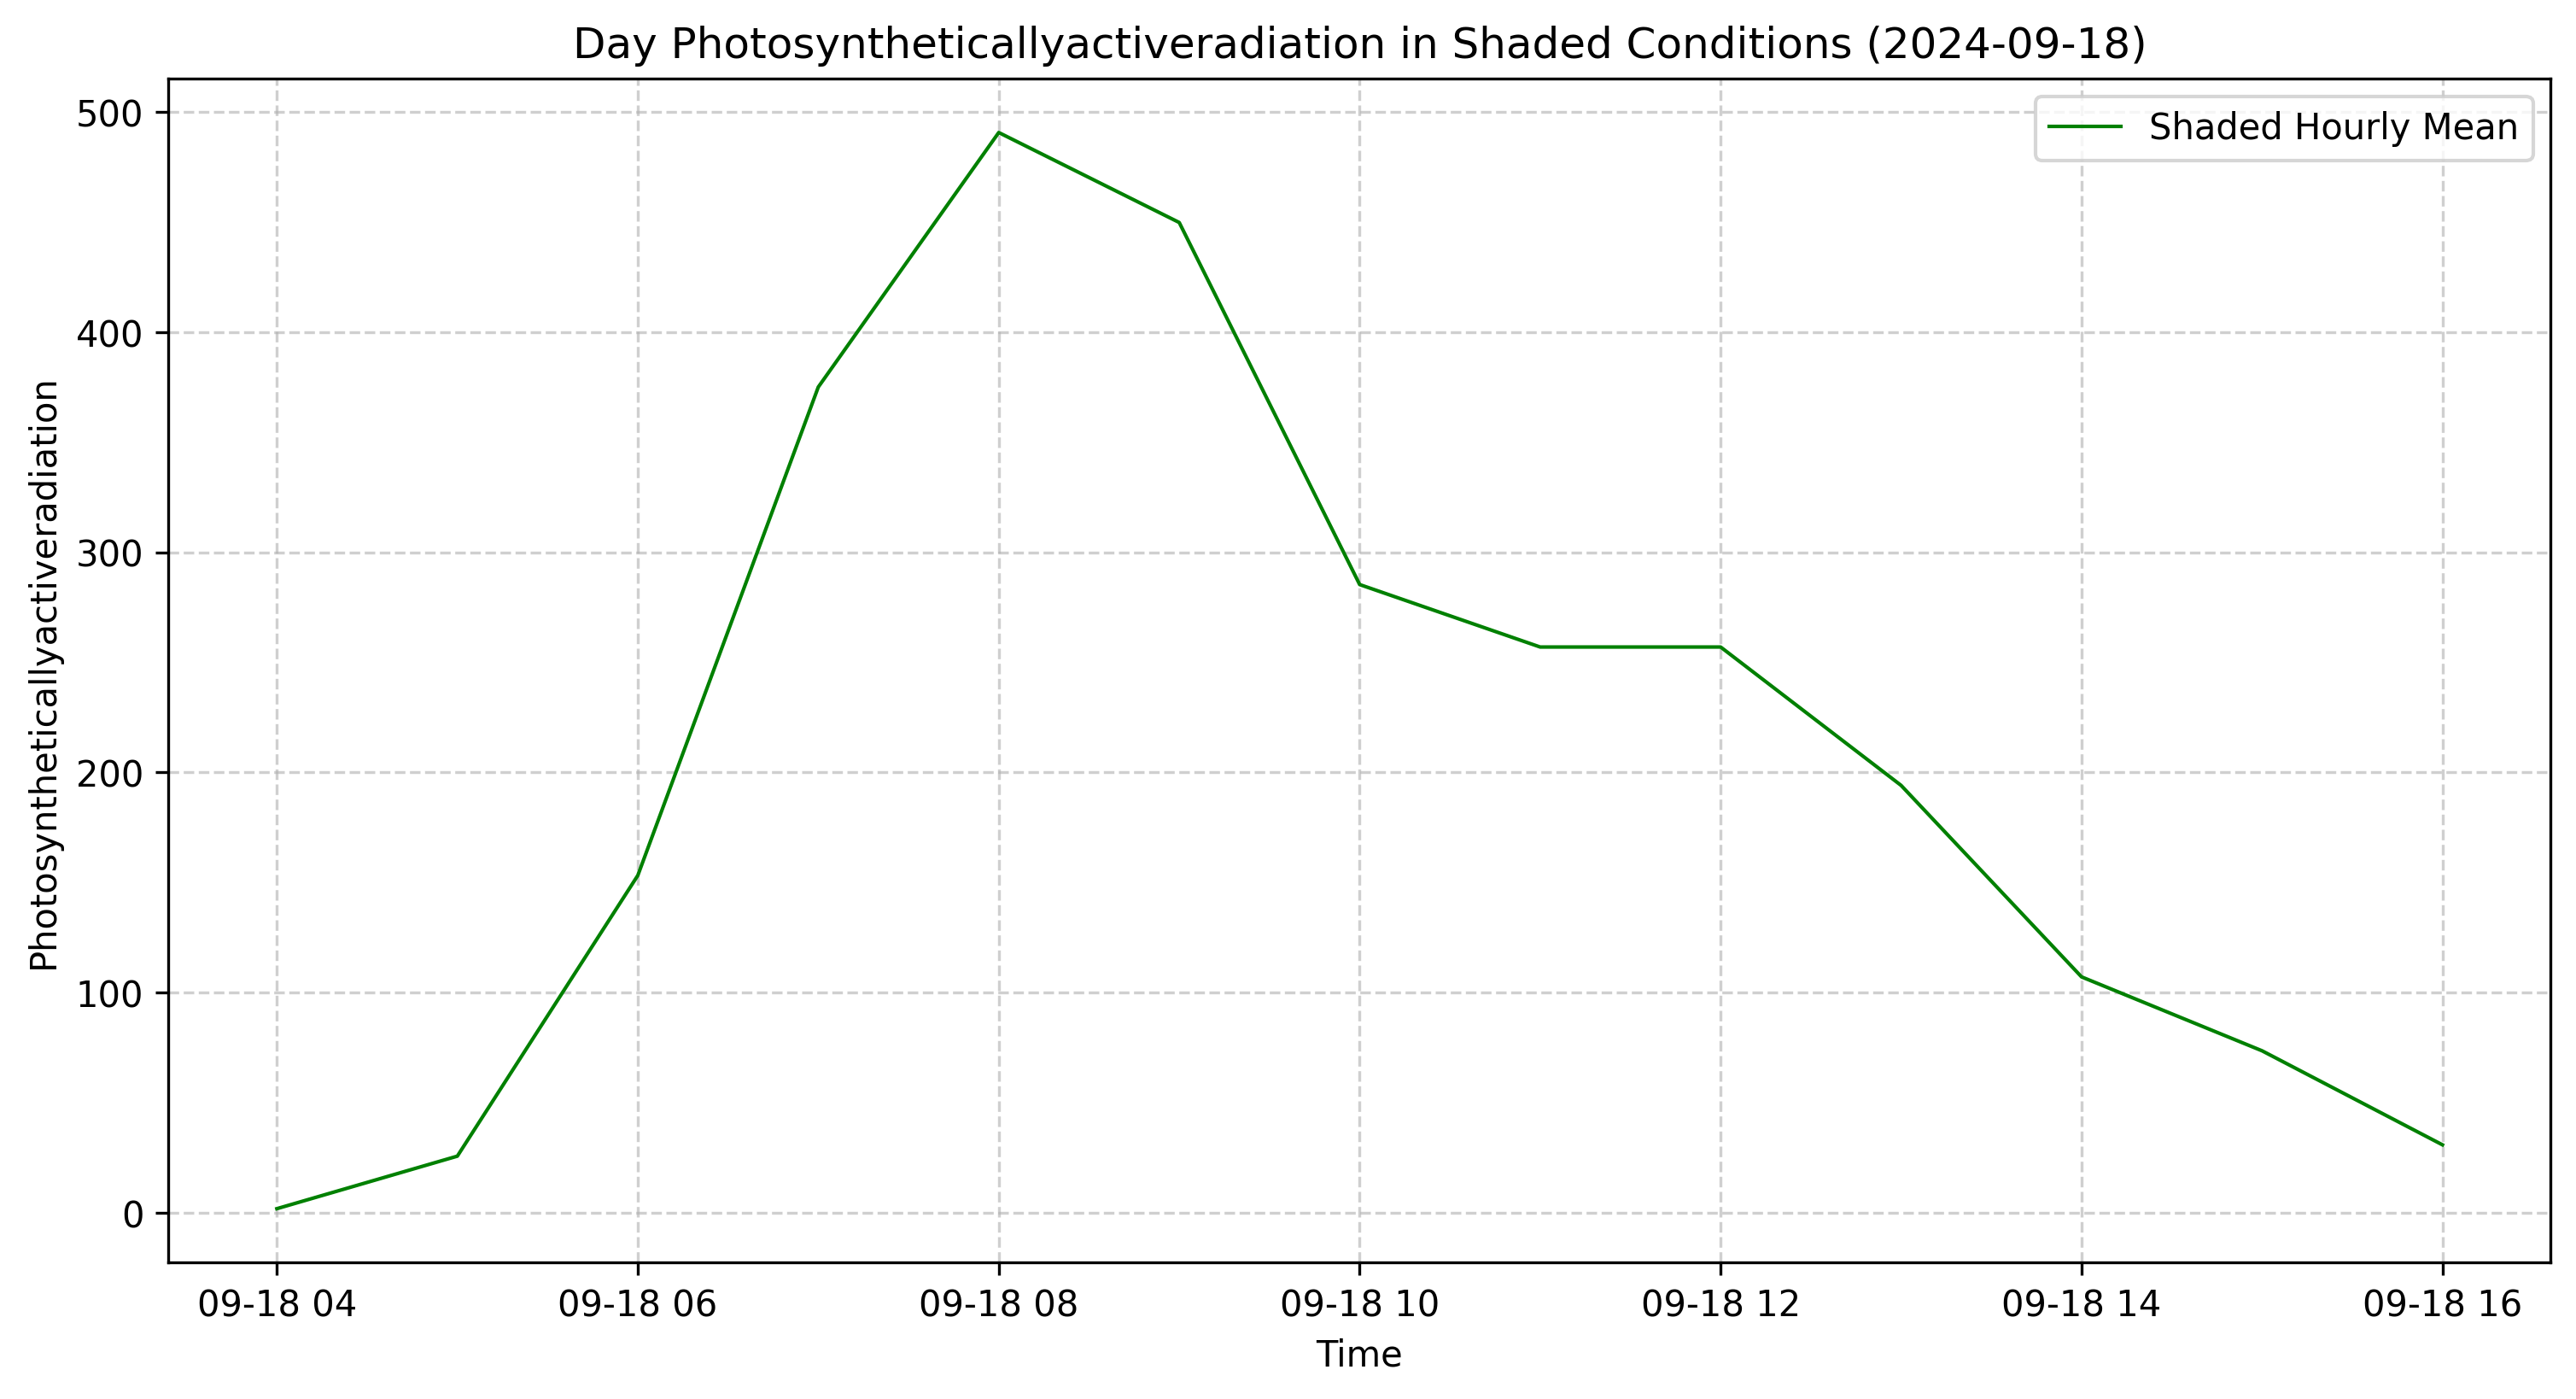 Day Photosyntheticallyactiveradiation in Shaded Conditions (2024-09-18)
Shaded Hourly Mean
Photosyntheticallyactiveradiation
500
400
300
200
100
0
09-18 04 09-18 06 09-18 08 09-18 10 09-18 12 09-18 14 09-18 16
Time